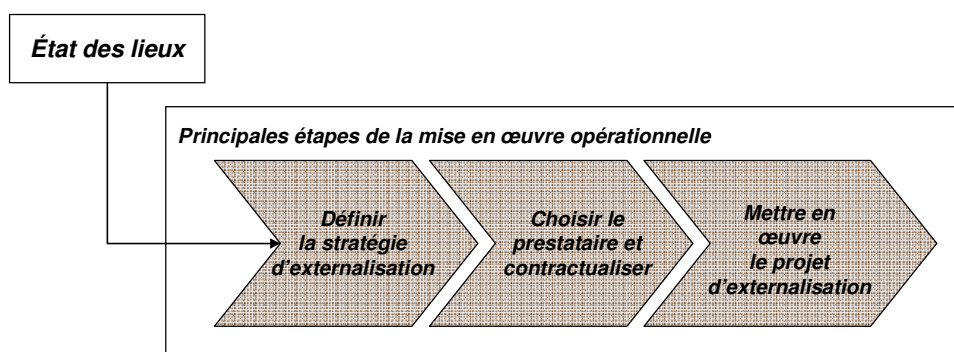 État des lieux
Principales étapes de la mise en œuvre opérationnelle
Définir
la stratégie
d’externalisation
Choisir le
prestataire et
contractualiser
Mettre en
œuvre
le projet
d’externalisation